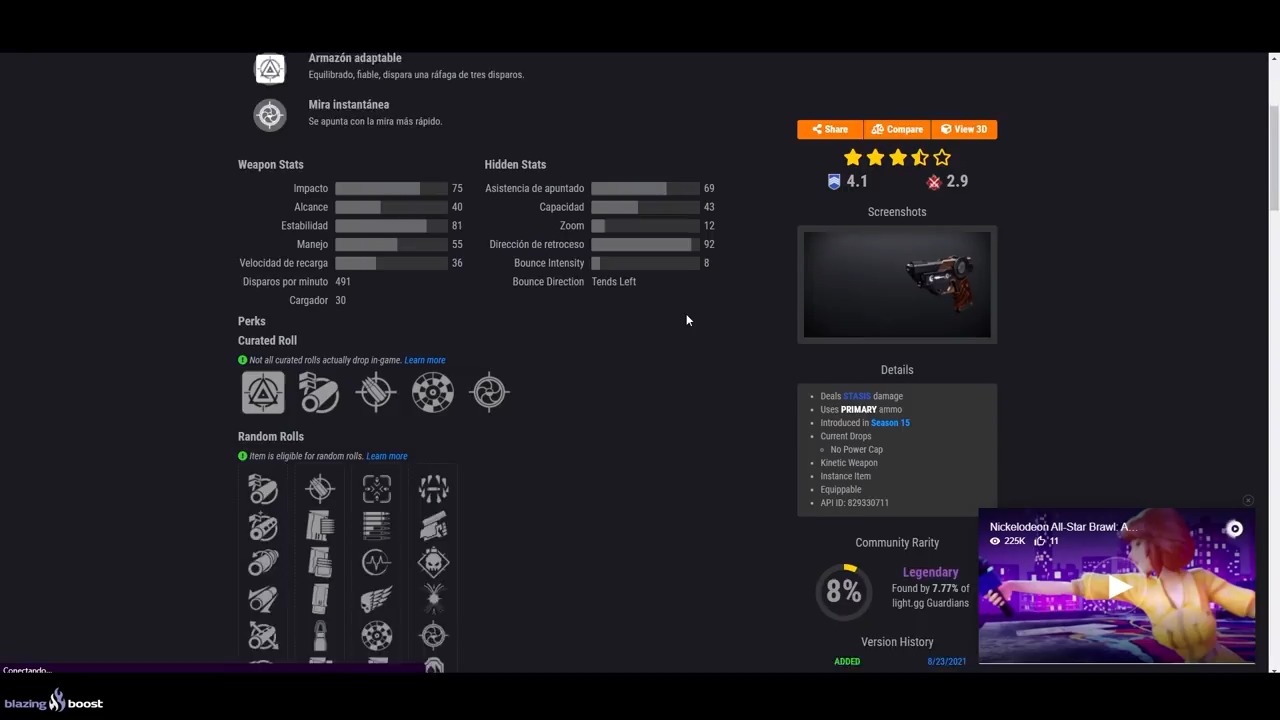 Armazón adaptable
Equilibrado, fiable, dispara una ráfaga de tres disparos.
Mira instantánea
Se apunta con la mira más rápido.
Weapon Stats
Impacto 75
Alcance 40
Estabilidad 81
Manejo 55
Velocidad de recarga 36
Disparos por minuto 491
Cargador 30
Hidden Stats
Asistencia de apuntado 69
Capacidad 43
Zoom 12
Dirección de retroceso 92
Bounce Intensity 8
Bounce Direction Tends Left
Perks
Curated Roll
Not all curated rolls actually drop in-game. Learn more
Random Rolls
Item is eligible for random rolls. Learn more
Share Compare View 3D
4.1 2.9
Screenshots
Details
Deals STASIS damage
Uses PRIMARY ammo
Introduced in Season 15
Current Drops
No Power Cap
Kinetic Weapon
Instance Item
Equippable
API ID: 829330711
Community Rarity
8%
Legendary
Found by 7.77% of
light.gg Guardians
Version History
ADDED 8/23/2021
Nickelodeon All-Star Brawl: A...
225K 11
Conectando...
blazing boost